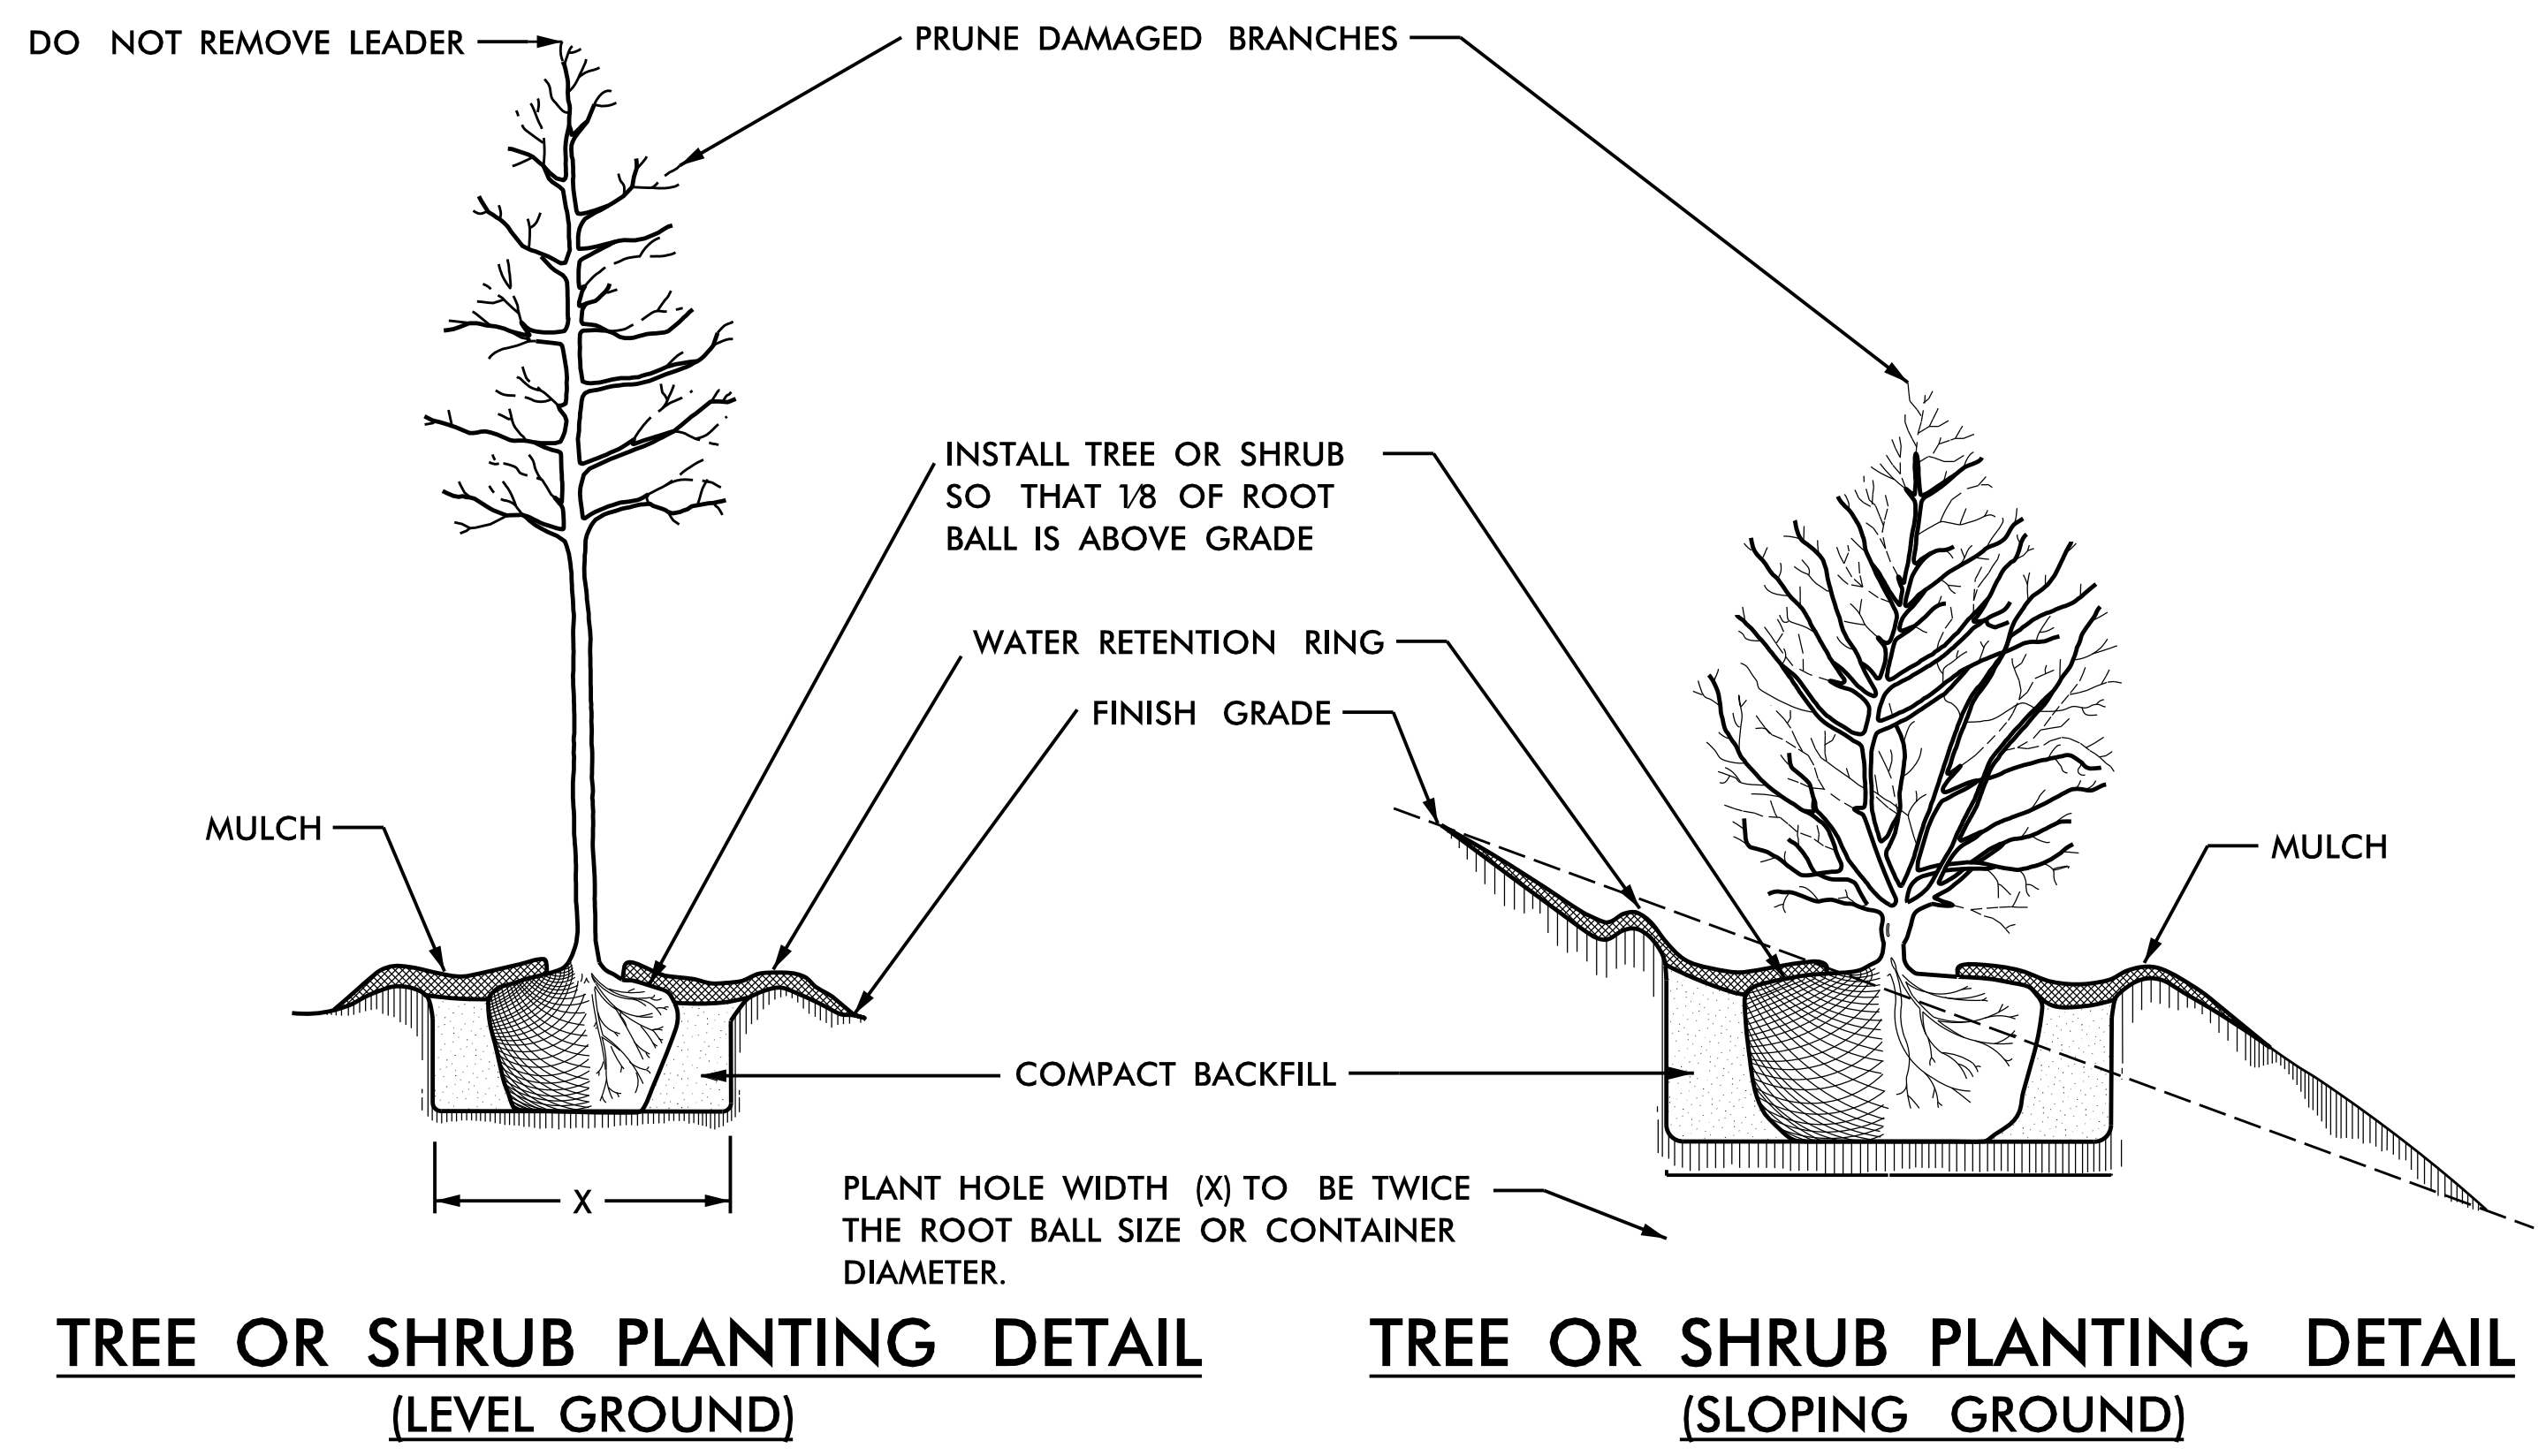 DO NOT REMOVE LEADER
PRUNE DAMAGED BRANCHES
INSTALL TREE OR SHRUB
SO THAT 1/8 OF ROOT
BALL IS ABOVE GRADE
WATER RETENTION RING
FINISH GRADE
MULCH
MULCH
COMPACT BACKFILL
X
PLANT HOLE WIDTH (X) TO BE TWICE
THE ROOT BALL SIZE OR CONTAINER
DIAMETER.
TREE OR SHRUB PLANTING DETAIL
(LEVEL GROUND)
TREE OR SHRUB PLANTING DETAIL
(SLOPING GROUND)